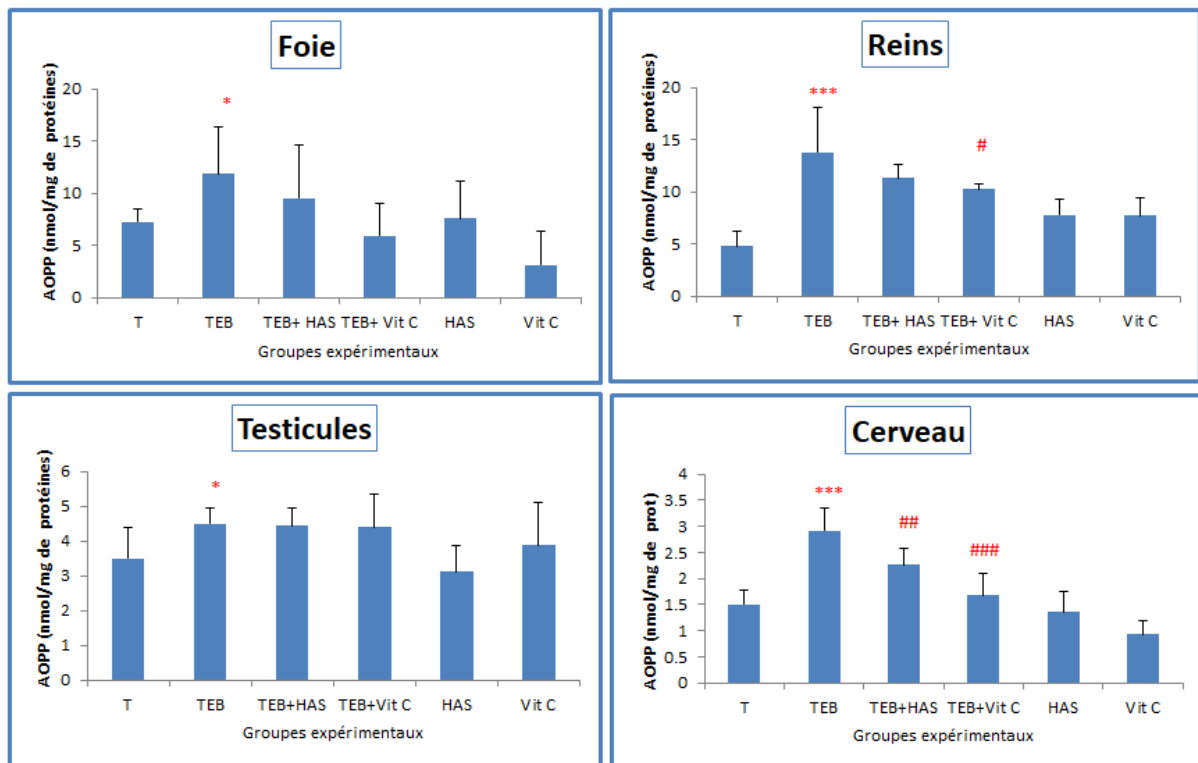 Foie
AOPP (nmol/mg de protéines)
20
15
10
5
0
*
T TEB TEB+ HAS TEB+ Vit C HAS Vit C
Groupes expérimentaux
Reins
AOPP (nmol/mg de protéines)
20
15
10
5
0
***
#
T TEB TEB+ HAS TEB+ Vit C HAS Vit C
Groupes expérimentaux
Testicules
AOPP (nmol/mg de protéines)
6
5
4
3
2
1
0
*
T TEB TEB+HAS TEB+Vit C HAS Vit C
Groupes expérimentaux
Cerveau
AOPP (nmol/mg de prot)
4
3.5
3
2.5
2
1.5
1
0.5
0
***
##
###
T TEB TEB+HAS TEB+Vit C HAS Vit C
Groupes expérimentaux